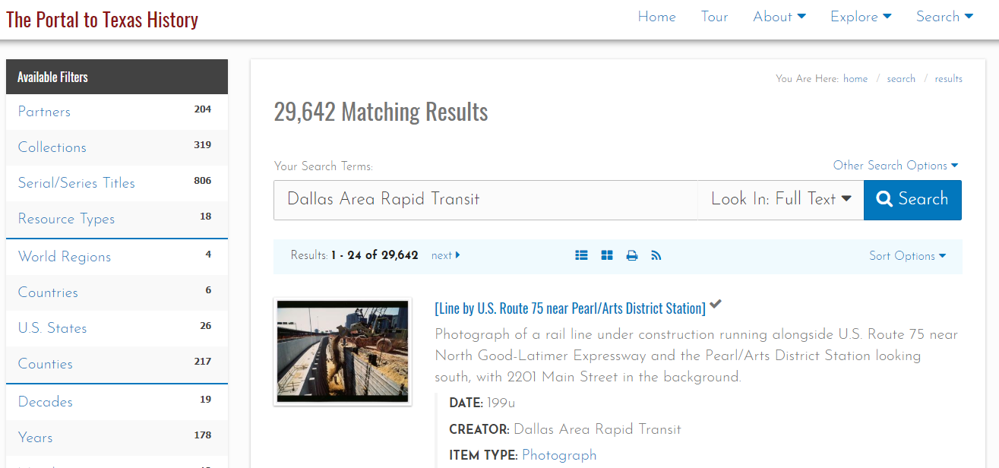 The Portal to Texas History
Home Tour About Explore Search
Available Filters
Partners 204
Collections 319
Serial/Series Titles 806
Resource Types 18
World Regions 4
Countries 6
U.S. States 26
Counties 217
Decades 19
Years 178
You Are Here: home / search / results
29,642 Matching Results
Your Search Terms:
Other Search Options
Dallas Area Rapid Transit
Look In: Full Text
Search
Results: 1 - 24 of 29,642 next
Sort Options
[Line by U.S. Route 75 near Pearl/Arts District Station]
Photograph of a rail line under construction running alongside U.S. Route 75 near
North Good-Latimer Expressway and the Pearl/Arts District Station looking
south, with 2201 Main Street in the background.
DATE: 199u
CREATOR: Dallas Area Rapid Transit
ITEM TYPE: Photograph